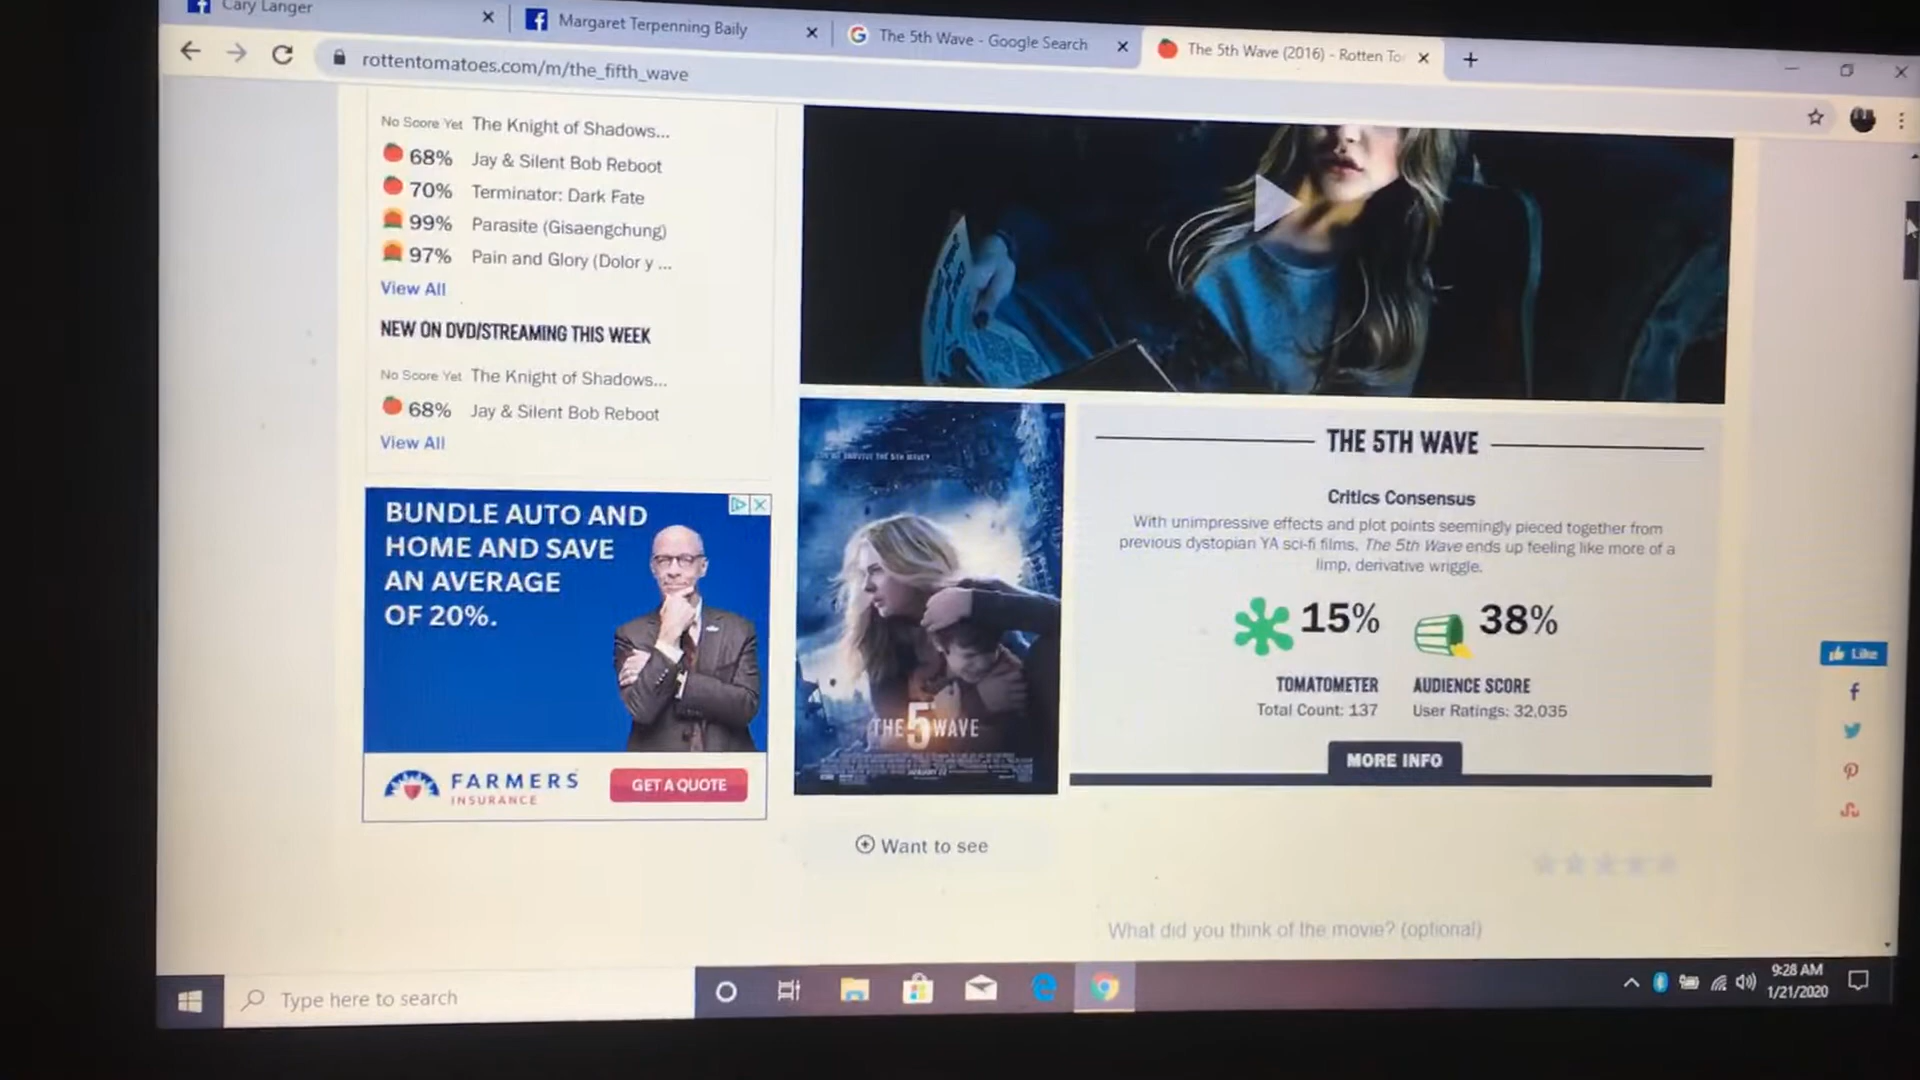 Cary Langer
Margaret Terpenning Baily
The 5th Wave - Google Search
The 5th Wave (2016) - Rotten To
rottentomatoes.com/m/the_fifth_wave
No Score Yet The Knight of Shadows...
68% Jay & Silent Bob Reboot
70% Terminator: Dark Fate
99% Parasite (Gisaengchung)
97% Pain and Glory (Dolor y ...
View All
NEW ON DVD/STREAMING THIS WEEK
No Score Yet The Knight of Shadows...
68% Jay & Silent Bob Reboot
View All
BUNDLE AUTO AND
HOME AND SAVE
AN AVERAGE
OF 20%.
FARMERS
INSURANCE
GET A QUOTE
THE 5TH WAVE?
THE 5 WAVE
JANUARY 22
THE 5TH WAVE
Critics Consensus
With unimpressive effects and plot points seemingly pieced together from
previous dystopian YA sci-fi films, The 5th Wave ends up feeling like more of a
limp, derivative wriggle.
15% 38%
TOMATOMETER AUDIENCE SCORE
Total Count: 137 User Ratings: 32,035
MORE INFO
Like
Want to see
What did you think of the movie? (optional)
Type here to search
9:28 AM
1/21/2020